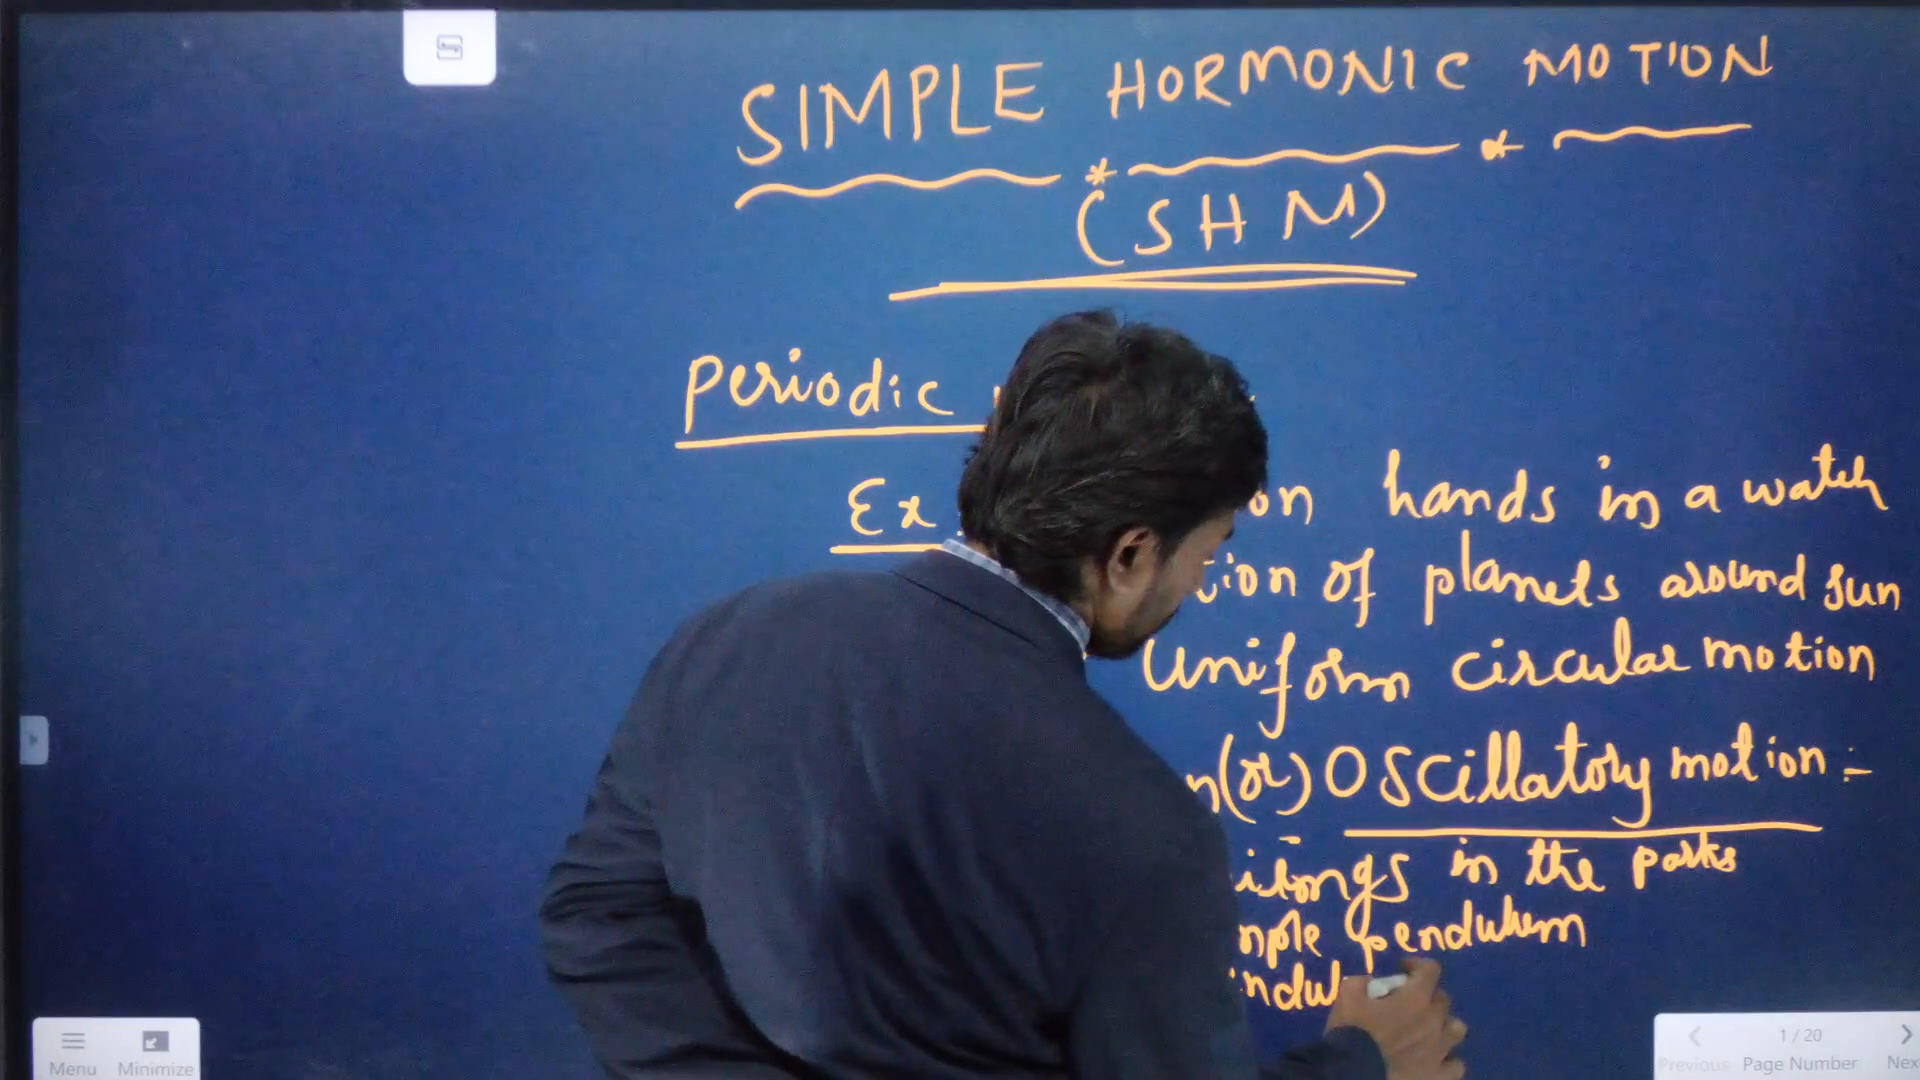 SIMPLE HORMONIC MOTION
(SHM)
Periodic
Ex
on hands in a watch
tion of planets around sun
Uniform circular motion
n (or) Oscillatory motion :-
in the parks
mple pendulum
ndul
Menu Minimize
1 / 20
Previous Page Number Nex